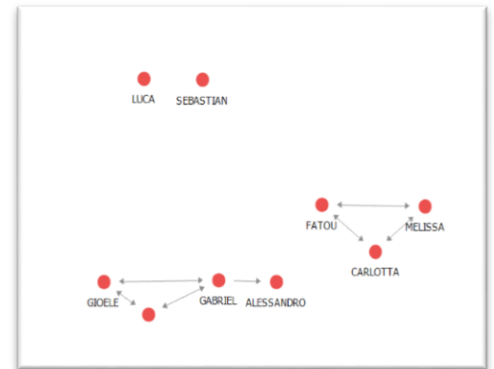 LUCA
SEBASTIAN
FATOU
MELISSA
CARLOTTA
GIOELE
GABRIEL
ALESSANDRO